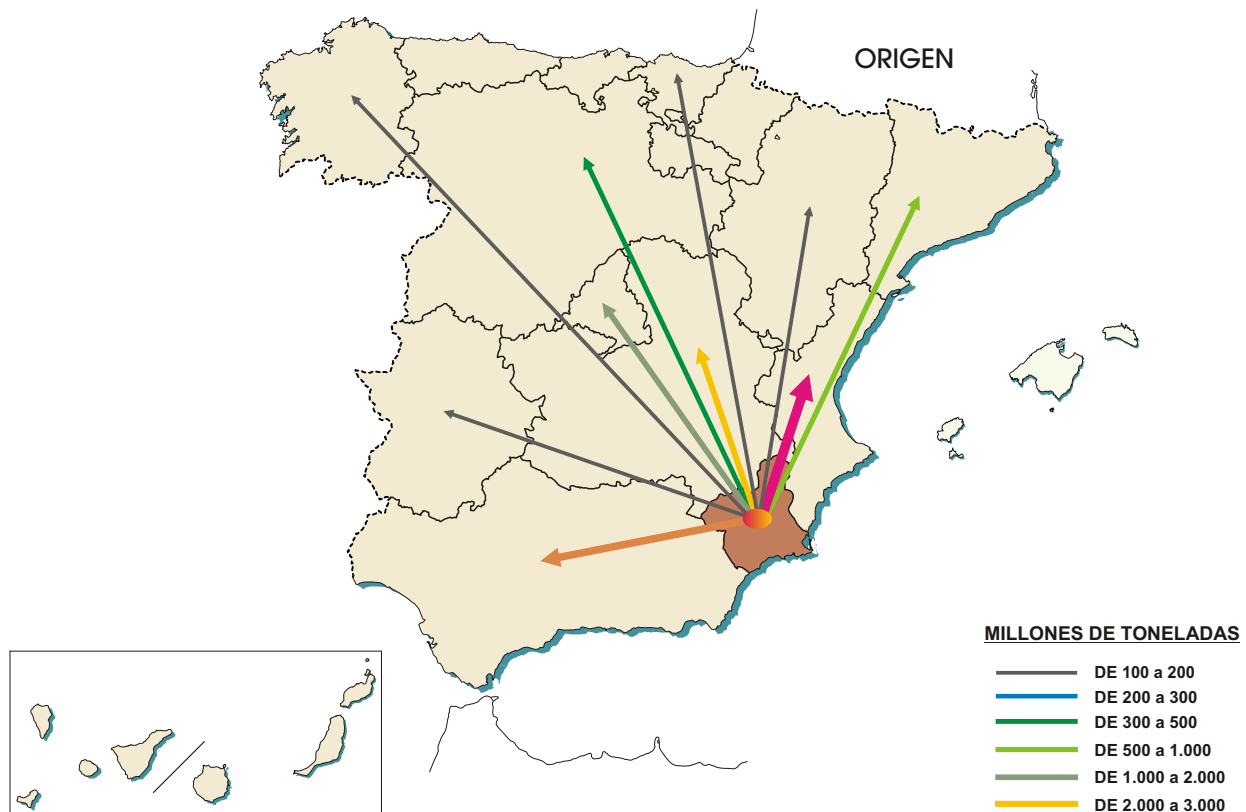 ORIGEN
MILLONES DE TONELADAS
DE 100 a 200
DE 200 a 300
DE 300 a 500
DE 500 a 1.000
DE 1.000 a 2.000
DE 2.000 a 3.000